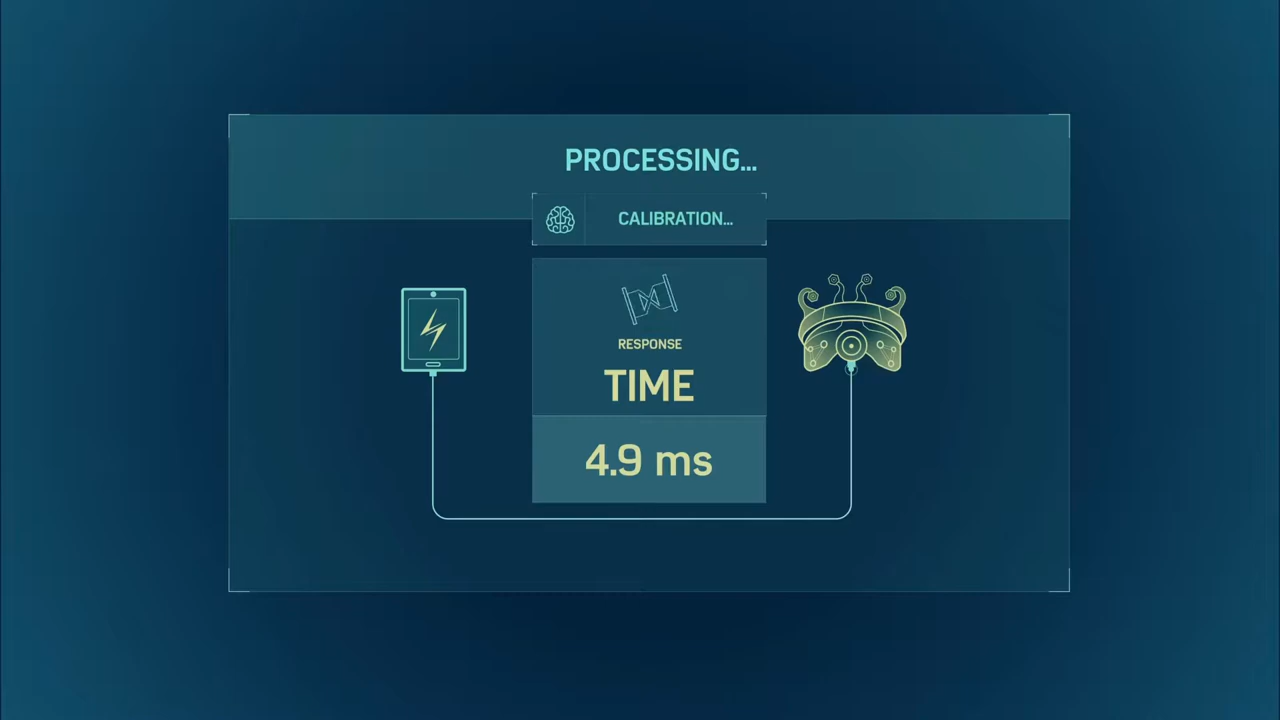 PROCESSING...
CALIBRATION...
RESPONSE
TIME
4.9 ms